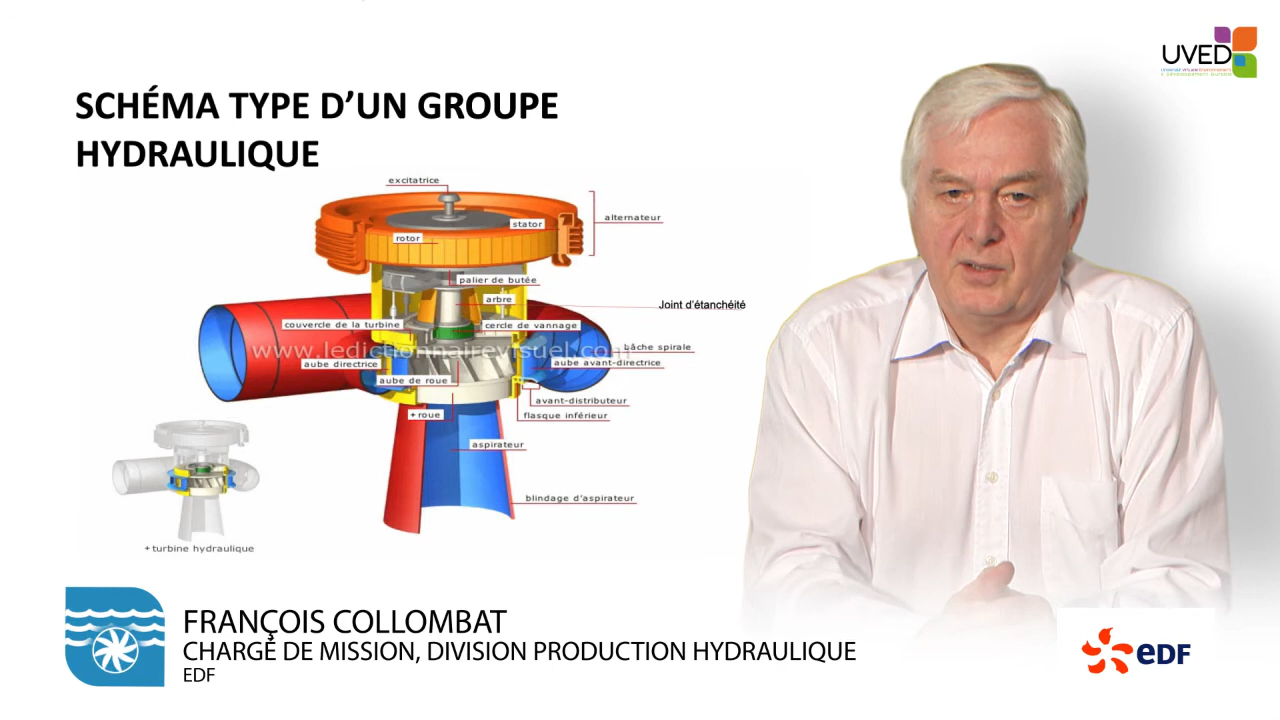 UVED
SCHÉMA TYPE D’UN GROUPE
HYDRAULIQUE
excitatrice
alternateur
stator
rotor
palier de butée
arbre
Joint d'étanchéité
couvercle de la turbine
cercle de vannage
www.ledictionnairevisuel.com
bâche spirale
aube directrice
aube avant-directrice
aube de roue
avant-distributeur
+ roue
flasque inférieur
aspirateur
blindage d'aspirateur
+ turbine hydraulique
FRANÇOIS COLLOMBAT
CHARGÉ DE MISSION, DIVISION PRODUCTION HYDRAULIQUE
EDF
eDF